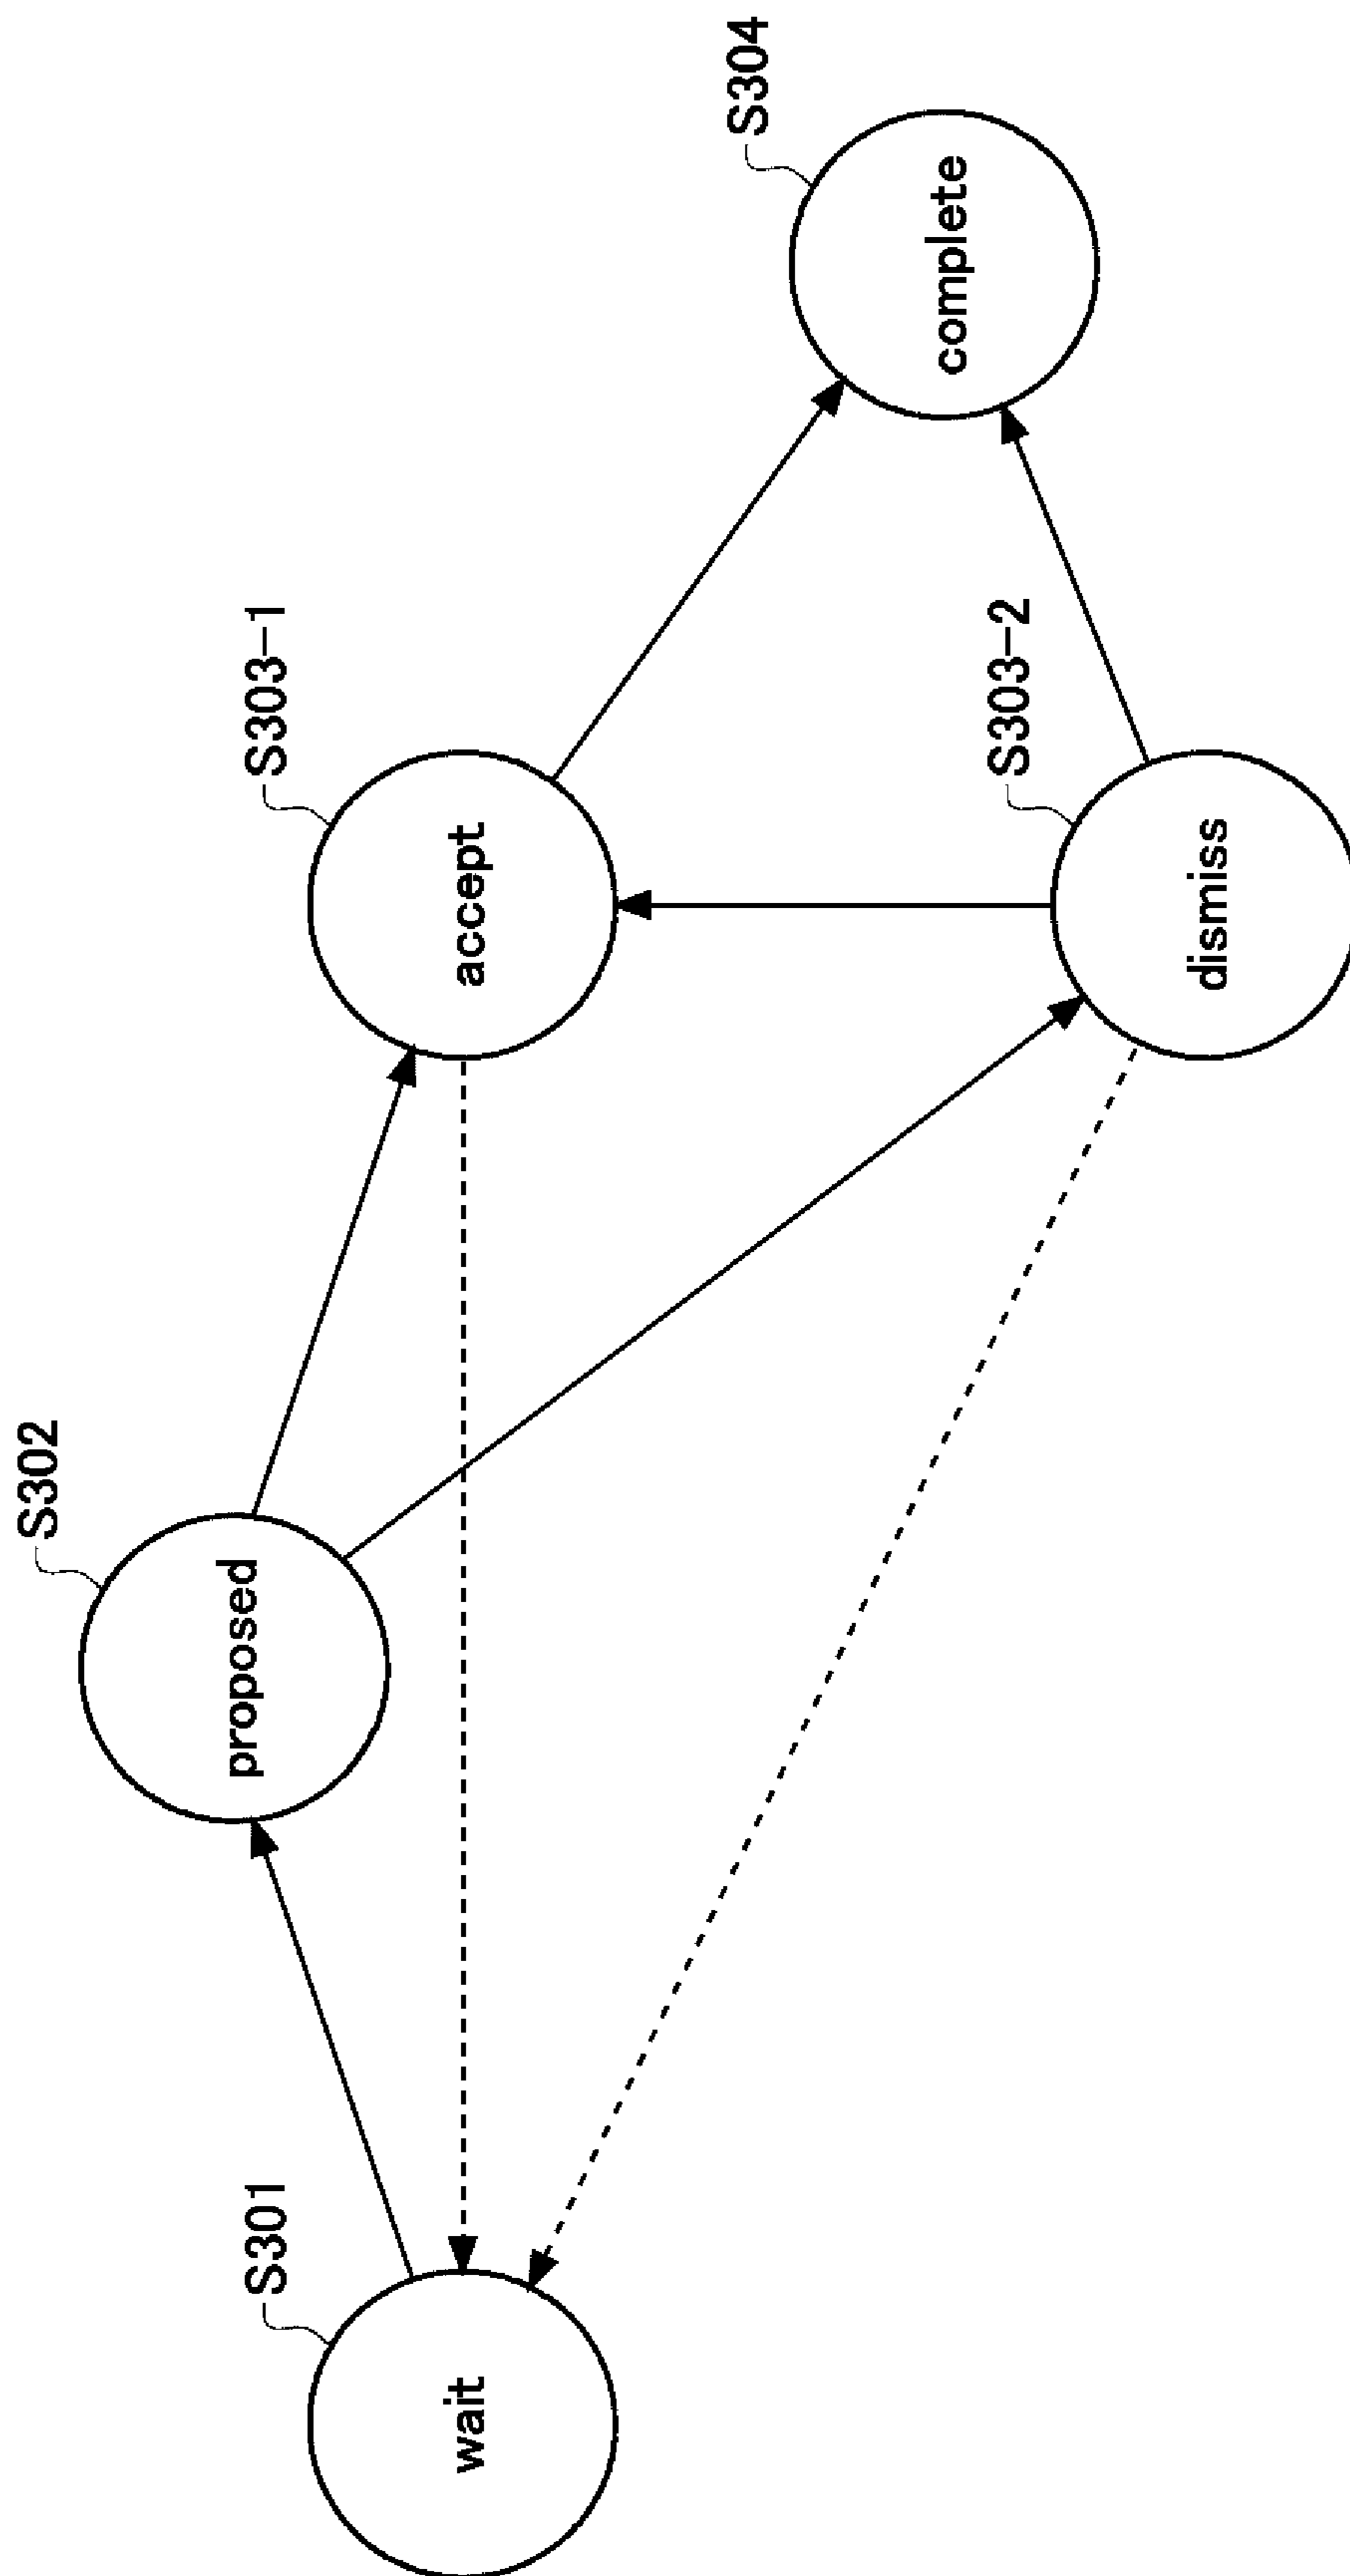 S301
wait
S302
proposed
S303-1
accept
S303-2
dismiss
S304
complete